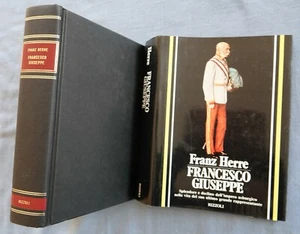 FRANZ HERRE
FRANCESCO
GIUSEPPE
RIZZOLI
Herre
FRANCESCO
GIUSEPPE
RIZZOLI
Franz Herre
FRANCESCO
GIUSEPPE
Splendore e declino dell'impero asburgico
nella vita del suo ultimo grande rappresentante
RIZZOLI